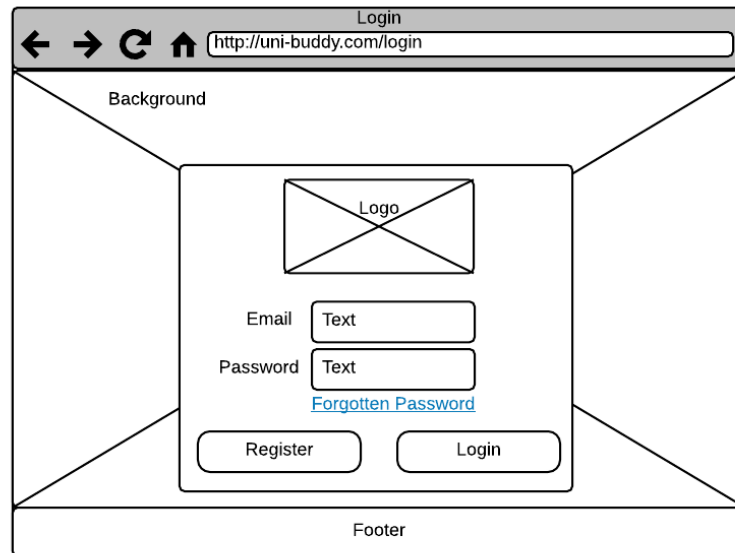 Login
http://uni-buddy.com/login
Background
Logo
Email Text
Password Text
Forgotten Password
Register Login
Footer